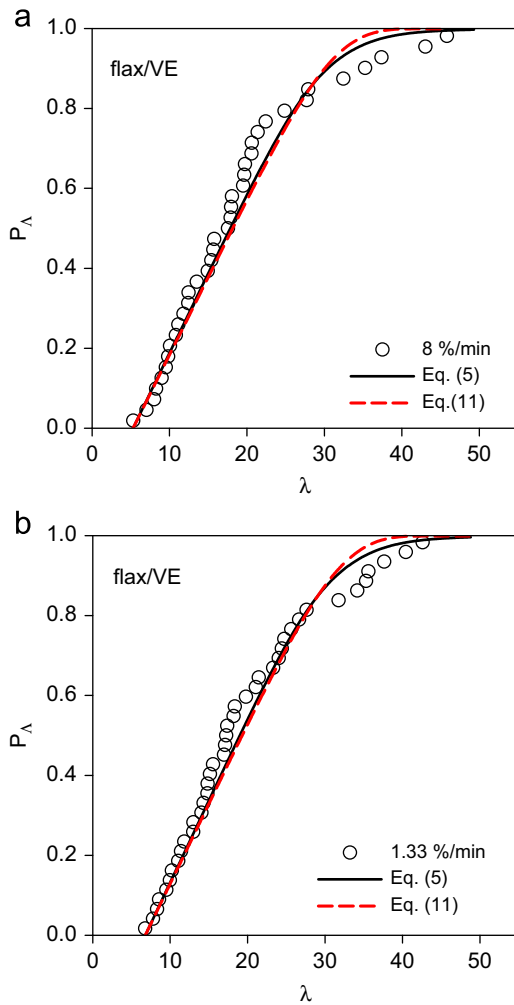 a
1.0
0.8
0.6
0.4
0.2
0.0
P_Λ
flax/VE
8 %/min
Eq. (5)
Eq.(11)
0 10 20 30 40 50
λ
b
1.0
0.8
0.6
0.4
0.2
0.0
P_Λ
flax/VE
1.33 %/min
Eq. (5)
Eq. (11)
0 10 20 30 40 50
λ